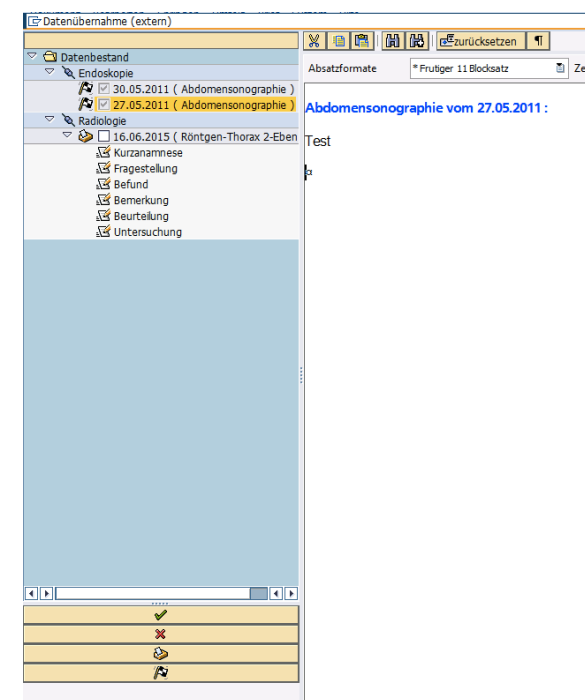 Datenübernahme (extern)
zurücksetzen ¶
Datenbestand
Endoskopie
30.05.2011 ( Abdomensonographie )
27.05.2011 ( Abdomensonographie )
Radiologie
16.06.2015 ( Röntgen-Thorax 2-Eben
Kurzanamnese
Fragestellung
Befund
Bemerkung
Beurteilung
Untersuchung
Absatzformate * Frutiger 11 Blocksatz Ze
Abdomensonographie vom 27.05.2011 :
Test
¤